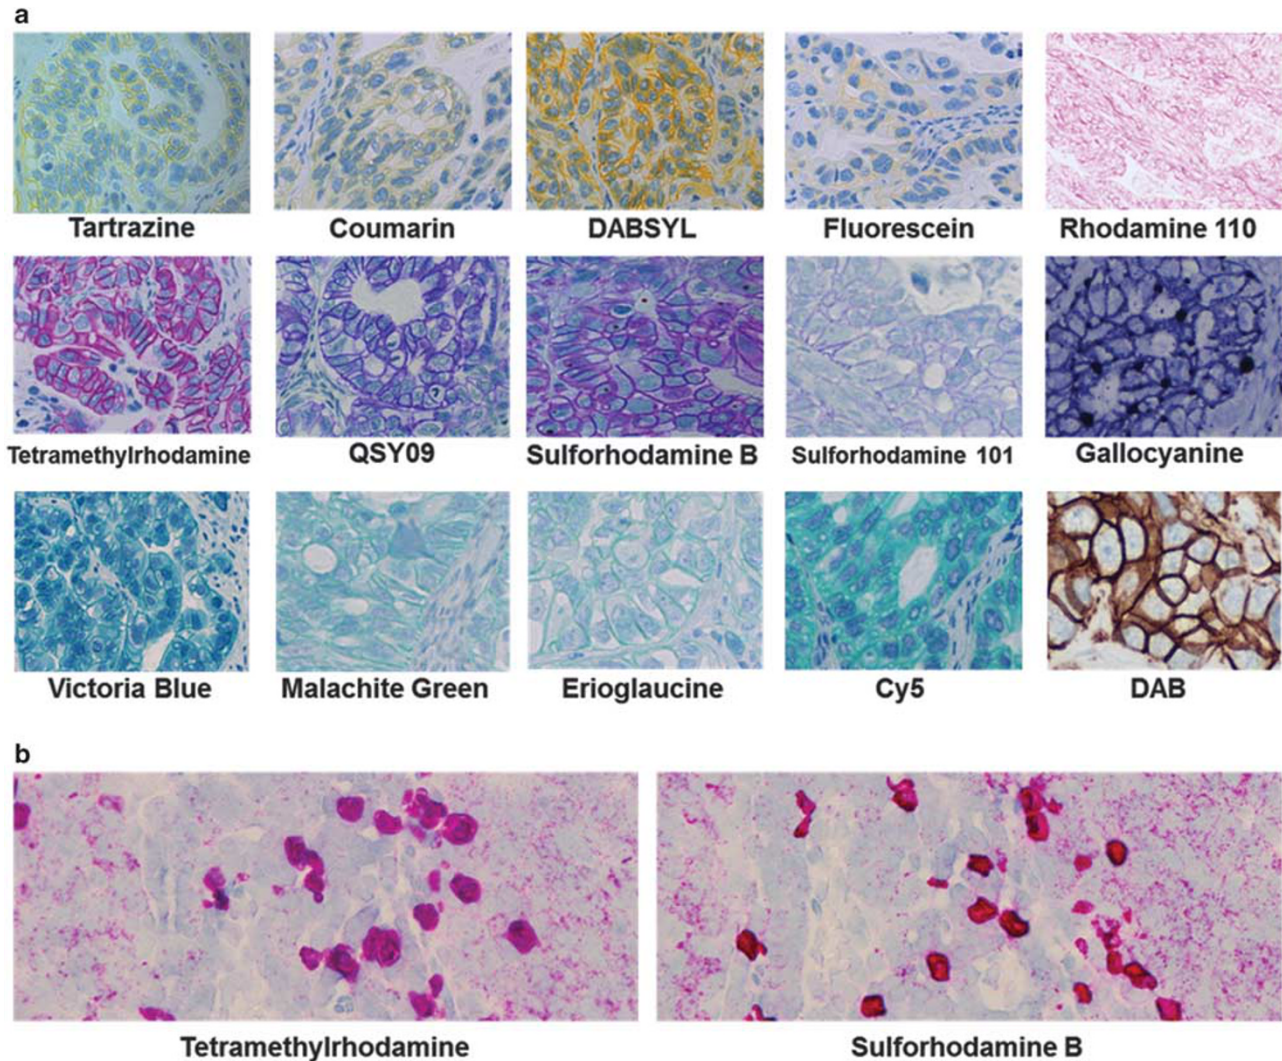 a
Tartrazine
Coumarin
DABSYL
Fluorescein
Rhodamine 110
Tetramethylrhodamine
QSY09
Sulforhodamine B
Sulforhodamine 101
Gallocyanine
Victoria Blue
Malachite Green
Erioglaucine
Cy5
DAB
b
Tetramethylrhodamine
Sulforhodamine B